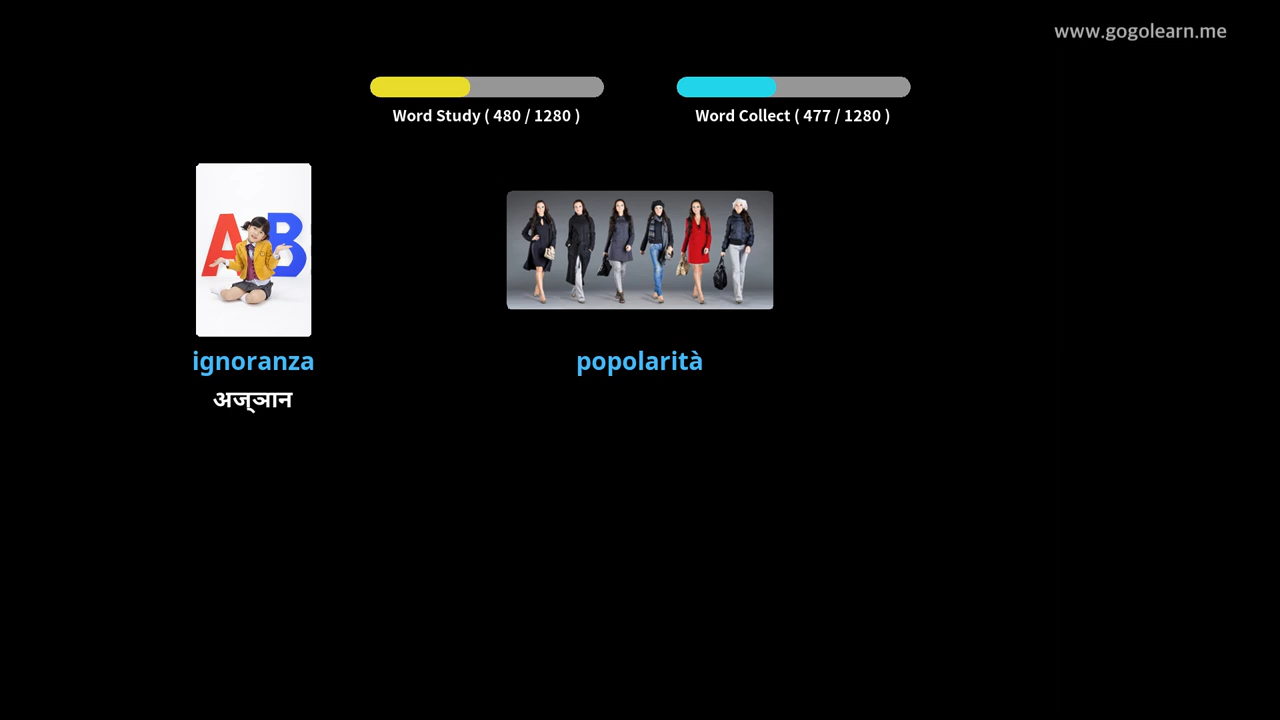 www.gogolearn.me
Word Study ( 480 / 1280 )
Word Collect ( 477 / 1280 )
A B
ignoranza
popolarità
अज्ञान